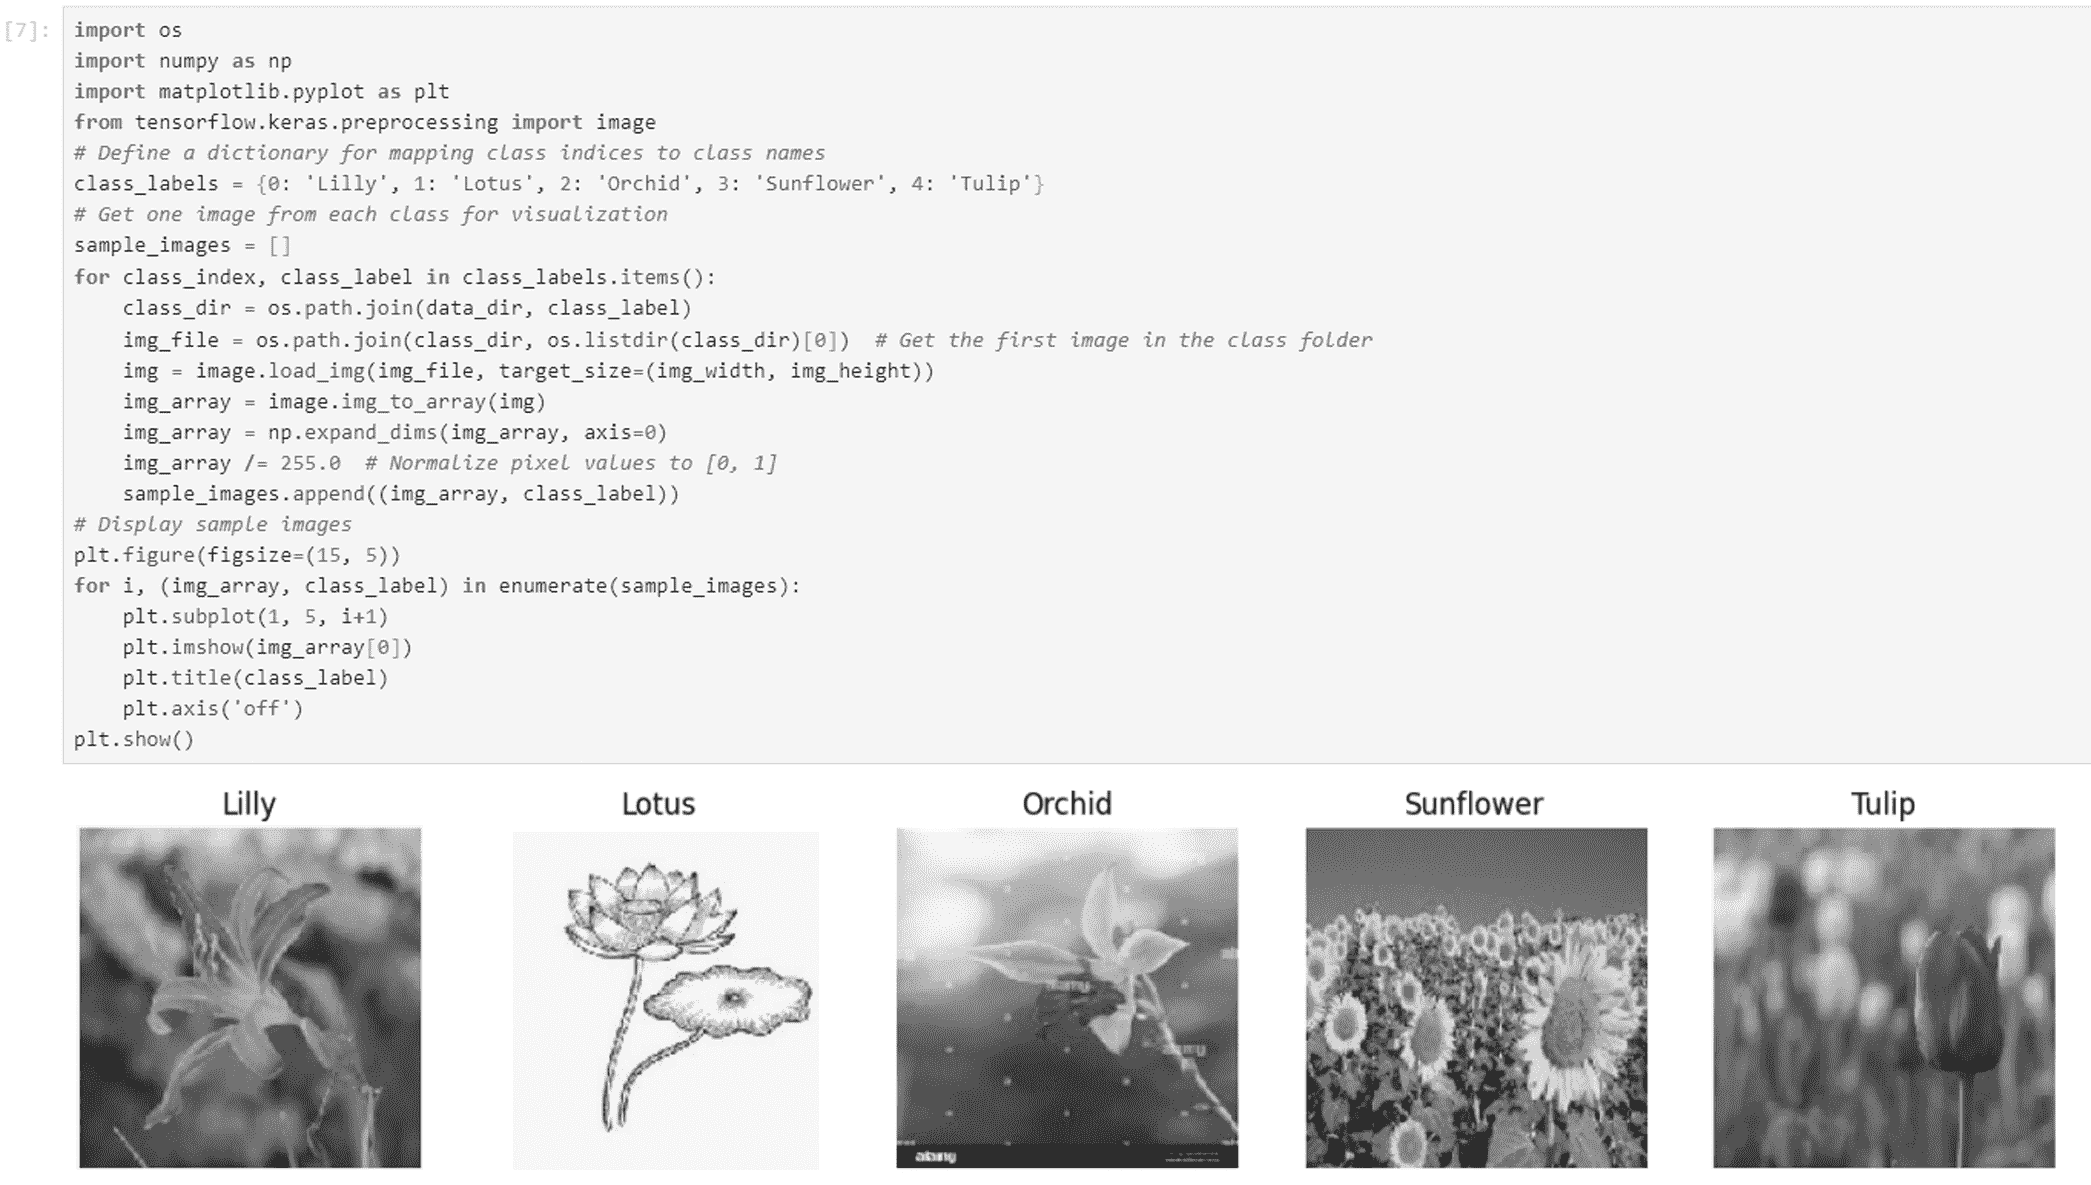 [7]:
import os
import numpy as np
import matplotlib.pyplot as plt
from tensorflow.keras.preprocessing import image
# Define a dictionary for mapping class indices to class names
class_labels = {0: 'Lilly', 1: 'Lotus', 2: 'Orchid', 3: 'Sunflower', 4: 'Tulip'}
# Get one image from each class for visualization
sample_images = []
for class_index, class_label in class_labels.items():
    class_dir = os.path.join(data_dir, class_label)
    img_file = os.path.join(class_dir, os.listdir(class_dir)[0])  # Get the first image in the class folder
    img = image.load_img(img_file, target_size=(img_width, img_height))
    img_array = image.img_to_array(img)
    img_array = np.expand_dims(img_array, axis=0)
    img_array /= 255.0  # Normalize pixel values to [0, 1]
    sample_images.append((img_array, class_label))
# Display sample images
plt.figure(figsize=(15, 5))
for i, (img_array, class_label) in enumerate(sample_images):
    plt.subplot(1, 5, i+1)
    plt.imshow(img_array[0])
    plt.title(class_label)
    plt.axis('off')
plt.show()
Lilly Lotus Orchid Sunflower Tulip
alamy
alamy
alamy